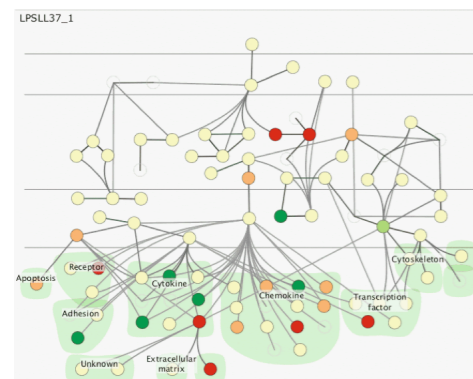 LPSLL37_1
Cytoskeleton
Receptor
Apoptosis
Cytokine
Chemokine
Transcription
factor
Adhesion
Unknown
Extracellular
matrix